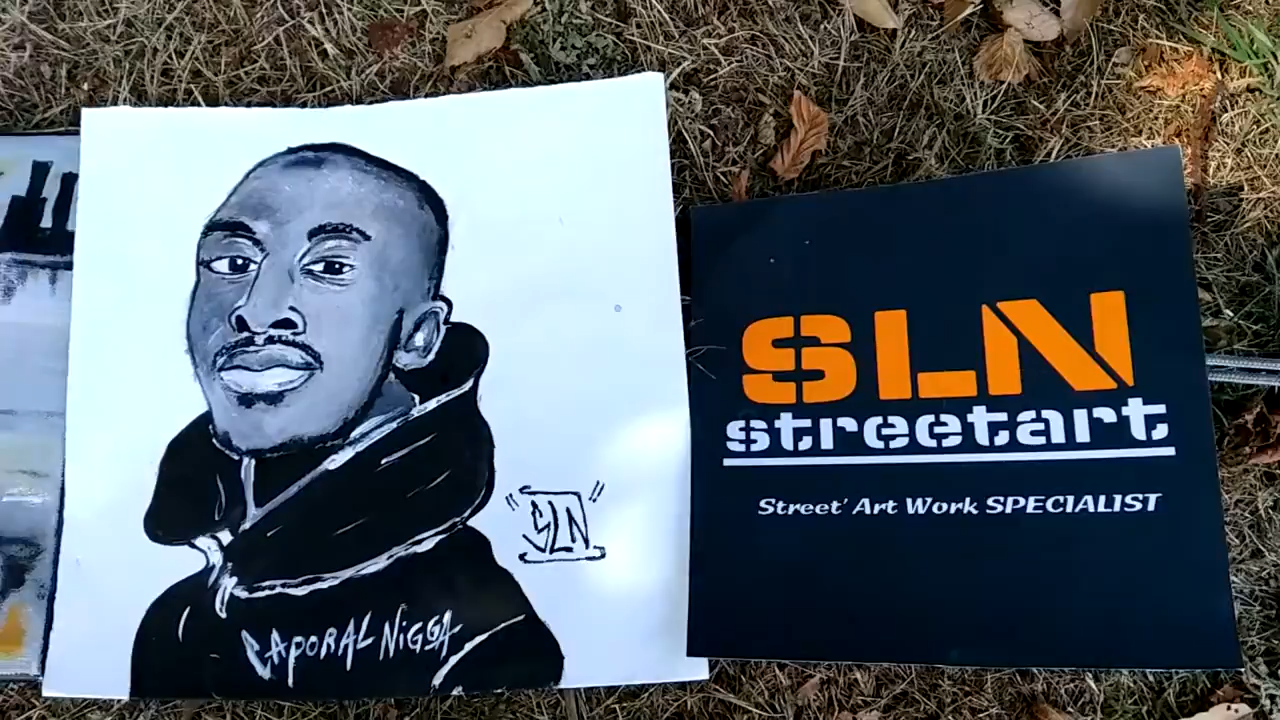 "SLN"
CAPORAL NiGGA
SLN
streetart
Street' Art Work SPECIALIST